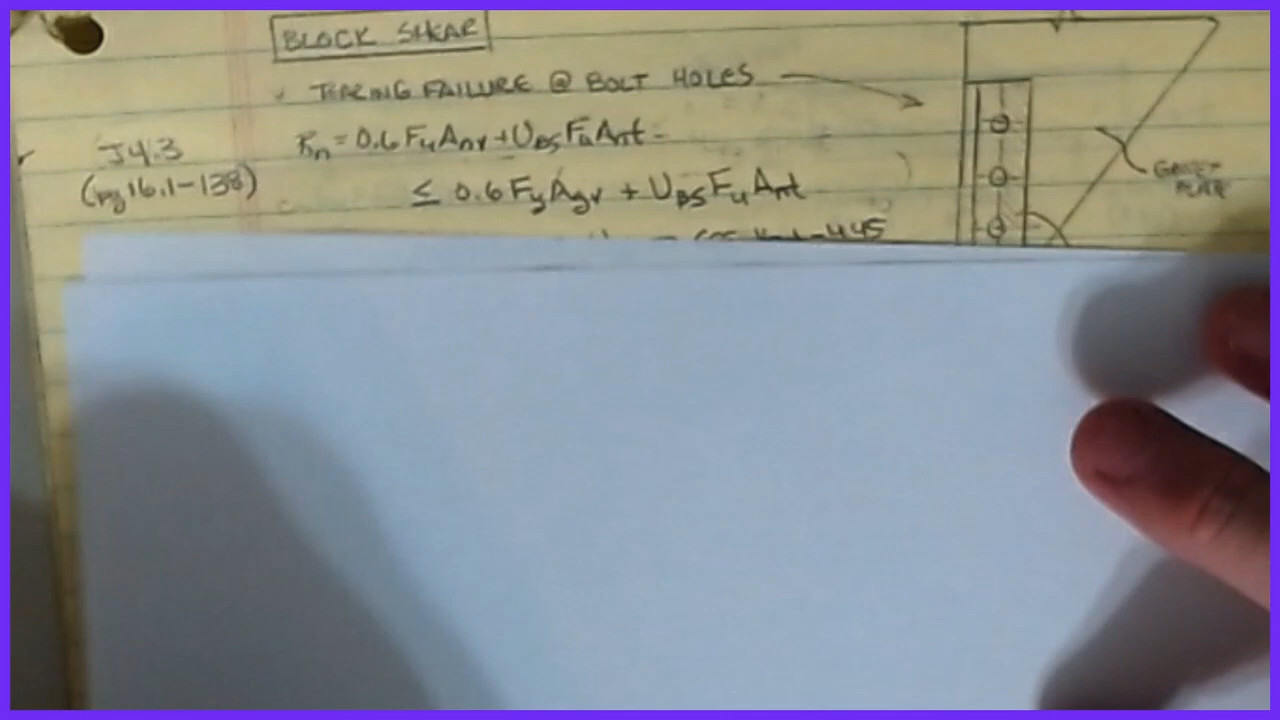 BLOCK SHEAR
TEARING FAILURE @ BOLT HOLES
J4.3
(pg 16.1-138)
Rn = 0.6 Fu Anv + UBS Fu Ant
≤ 0.6 Fy Agv + UBS Fu Ant
GUSSET
PLATE